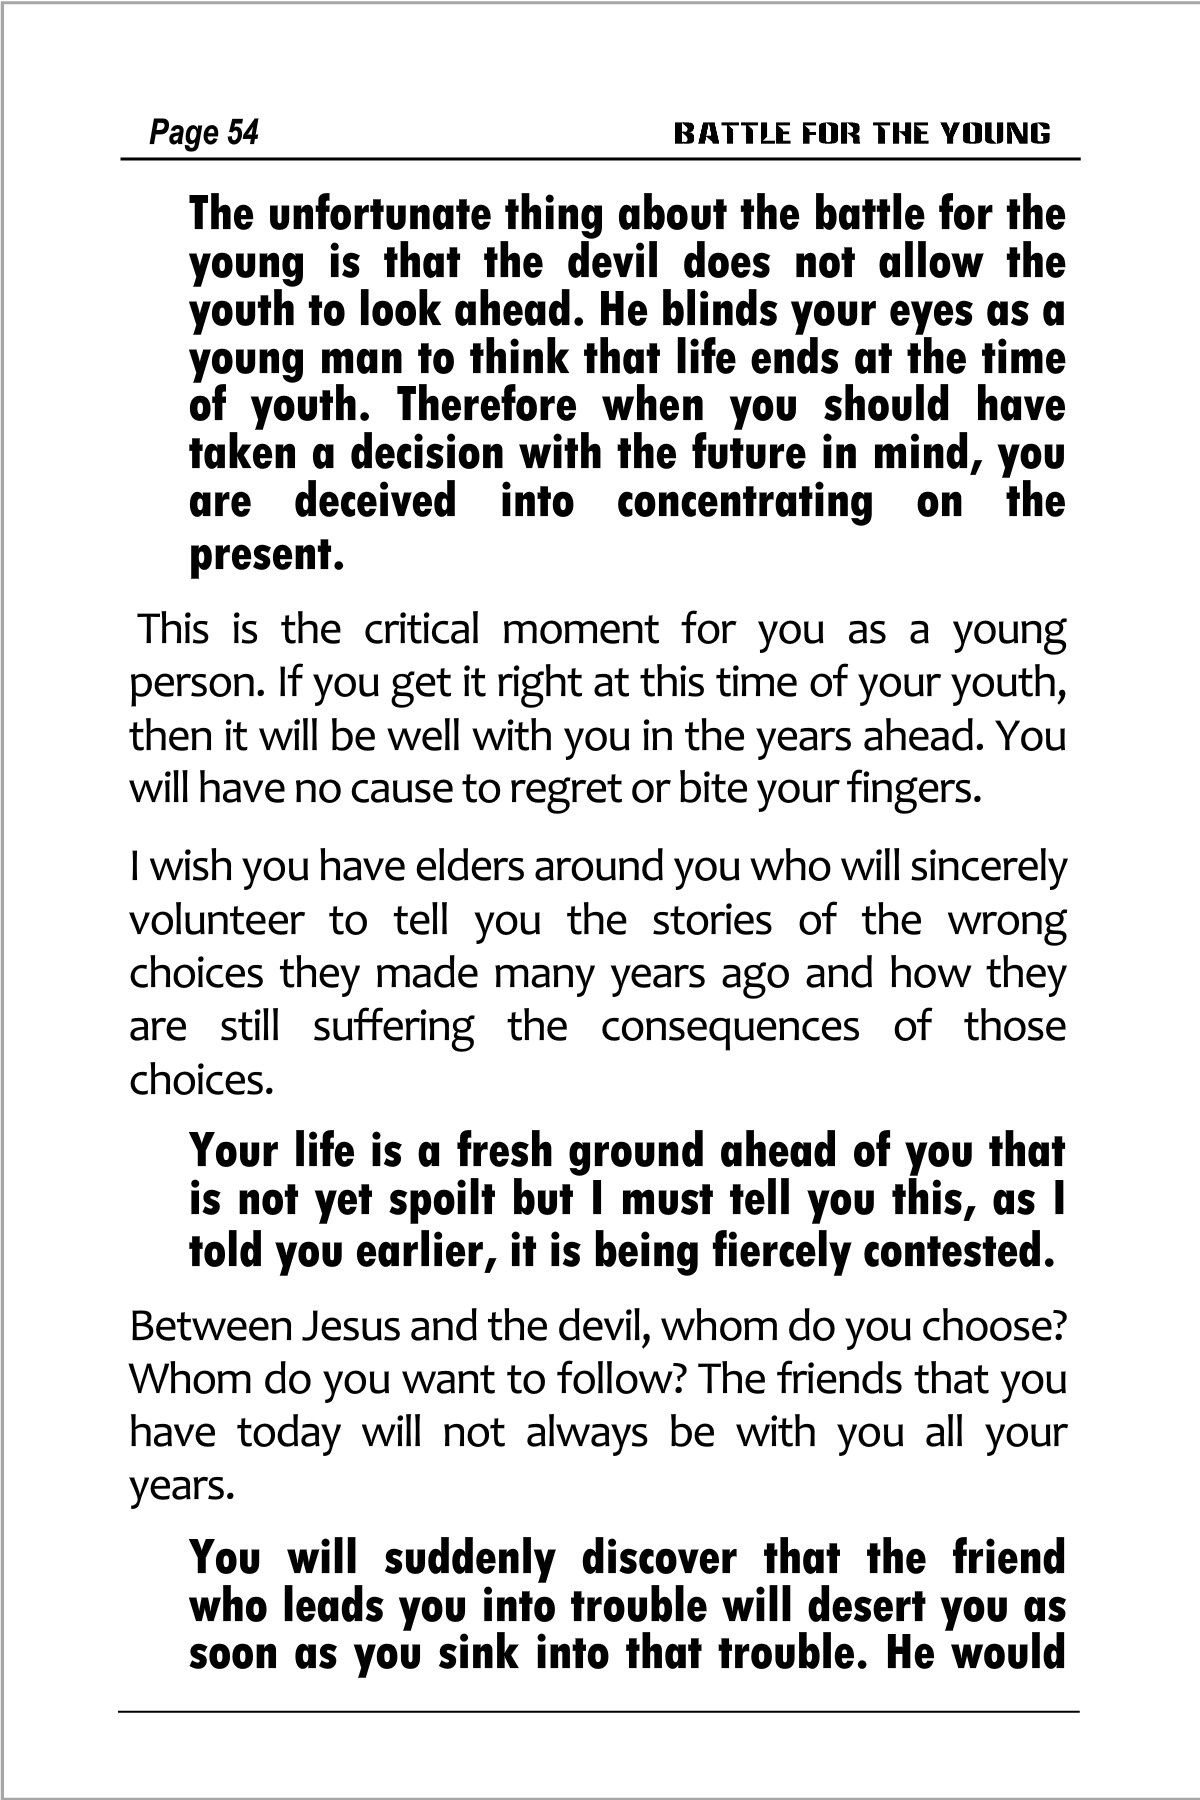 Page 54 BATTLE FOR THE YOUNG
The unfortunate thing about the battle for the
young is that the devil does not allow the
youth to look ahead. He blinds your eyes as a
young man to think that life ends at the time
of youth. Therefore when you should have
taken a decision with the future in mind, you
are deceived into concentrating on the
present.
This is the critical moment for you as a young
person. If you get it right at this time of your youth,
then it will be well with you in the years ahead. You
will have no cause to regret or bite your fingers.
I wish you have elders around you who will sincerely
volunteer to tell you the stories of the wrong
choices they made many years ago and how they
are still suffering the consequences of those
choices.
Your life is a fresh ground ahead of you that
is not yet spoilt but I must tell you this, as I
told you earlier, it is being fiercely contested.
Between Jesus and the devil, whom do you choose?
Whom do you want to follow? The friends that you
have today will not always be with you all your
years.
You will suddenly discover that the friend
who leads you into trouble will desert you as
soon as you sink into that trouble. He would